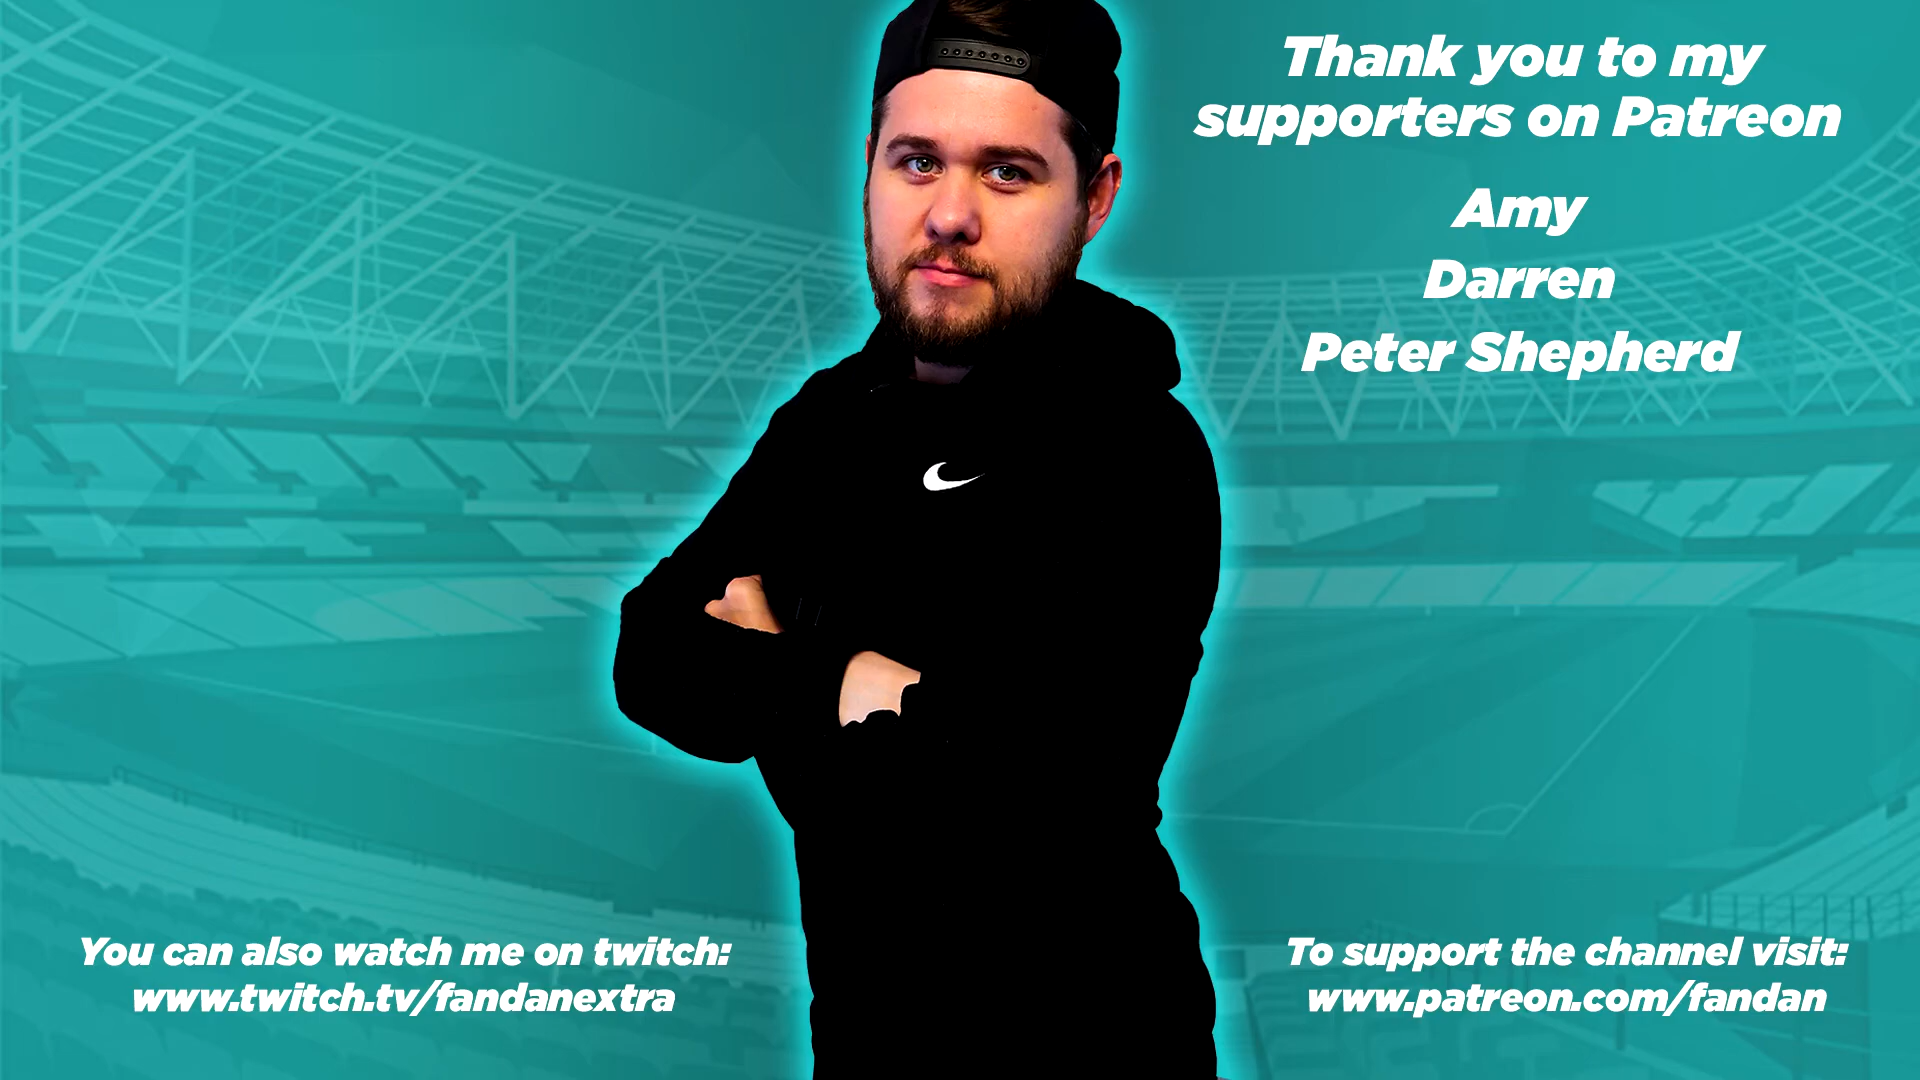 Thank you to my
supporters on Patreon
Amy
Darren
Peter Shepherd
You can also watch me on twitch:
www.twitch.tv/fandanextra
To support the channel visit:
www.patreon.com/fandan